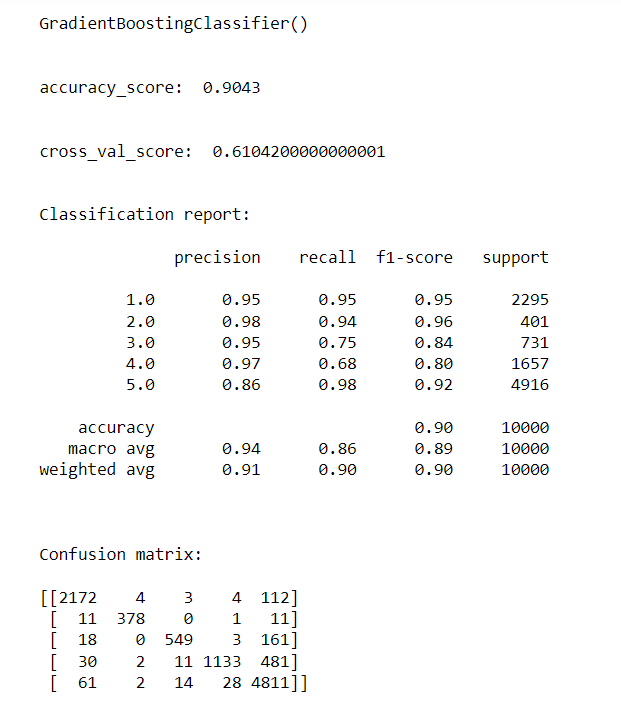 GradientBoostingClassifier()
accuracy_score:  0.9043
cross_val_score:  0.6104200000000001
Classification report:
              precision    recall  f1-score   support
         1.0       0.95      0.95      0.95      2295
         2.0       0.98      0.94      0.96       401
         3.0       0.95      0.75      0.84       731
         4.0       0.97      0.68      0.80      1657
         5.0       0.86      0.98      0.92      4916
    accuracy                           0.90     10000
   macro avg       0.94      0.86      0.89     10000
weighted avg       0.91      0.90      0.90     10000
Confusion matrix:
[[2172    4    3    4  112]
 [  11  378    0    1   11]
 [  18    0  549    3  161]
 [  30    2   11 1133  481]
 [  61    2   14   28 4811]]